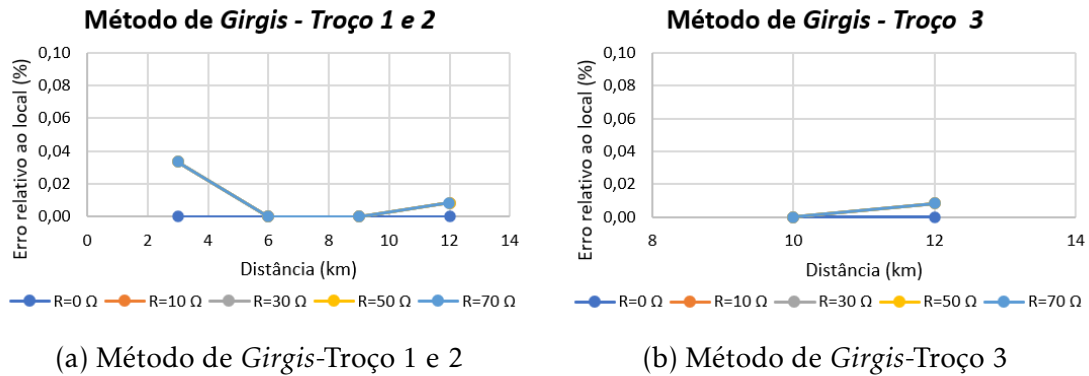 Método de Girgis - Troço 1 e 2
Erro relativo ao local (%)
0,10
0,08
0,06
0,04
0,02
0,00
0 2 4 6 8 10 12 14
Distância (km)
R=0 Ω R=10 Ω R=30 Ω R=50 Ω R=70 Ω
(a) Método de Girgis-Troço 1 e 2
Método de Girgis - Troço 3
Erro relativo ao local (%)
0,10
0,08
0,06
0,04
0,02
0,00
8 10 12 14
Distância (km)
R=0 Ω R=10 Ω R=30 Ω R=50 Ω R=70 Ω
(b) Método de Girgis-Troço 3